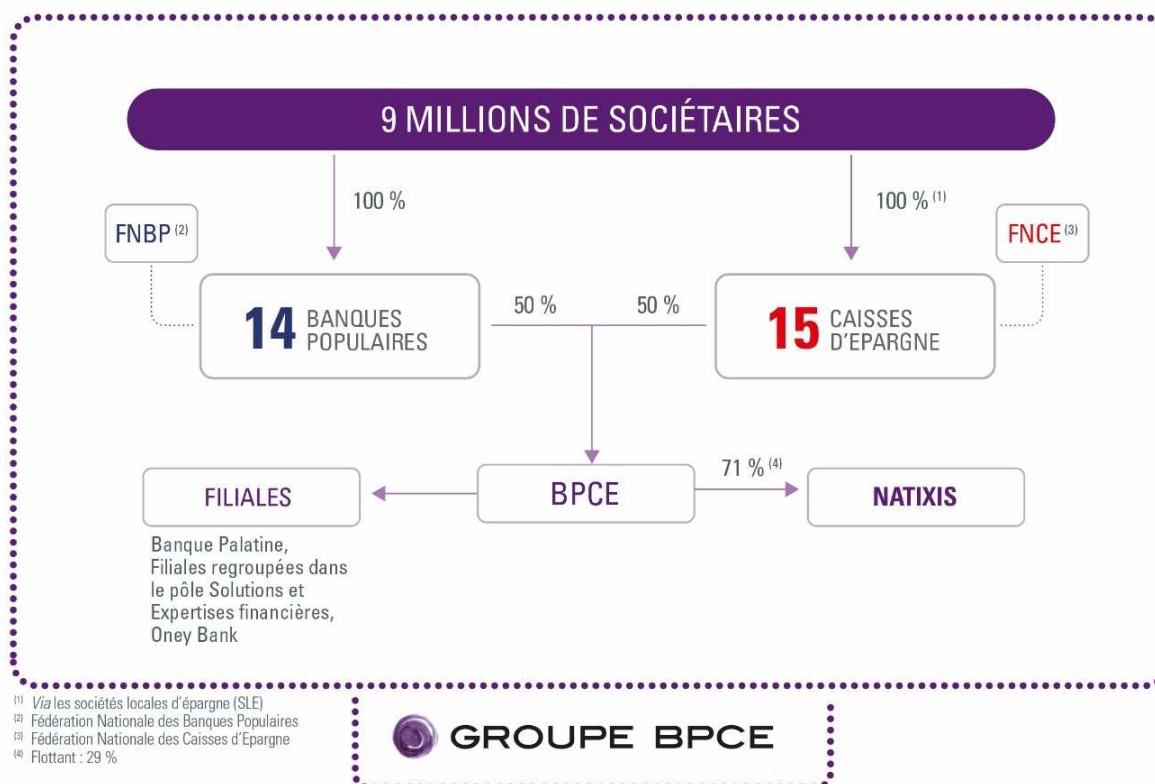 9 MILLIONS DE SOCIÉTAIRES
100 %
100 % (1)
FNBP (2)
FNCE (3)
14 BANQUES
POPULAIRES
50 %
50 %
15 CAISSES
D'EPARGNE
FILIALES
BPCE
71 % (4)
NATIXIS
Banque Palatine,
Filiales regroupées dans
le pôle Solutions et
Expertises financières,
Oney Bank
(1) Via les sociétés locales d'épargne (SLE)
(2) Fédération Nationale des Banques Populaires
(3) Fédération Nationale des Caisses d'Epargne
(4) Flottant : 29 %
GROUPE BPCE